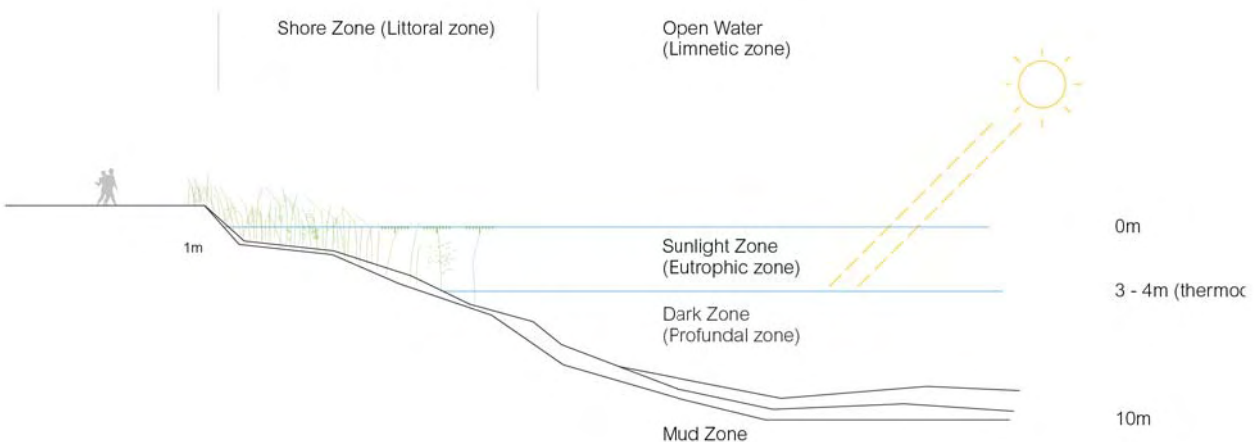 Shore Zone (Littoral zone)
Open Water
(Limnetic zone)
0m
1m
Sunlight Zone
(Eutrophic zone)
3 - 4m (thermoc
Dark Zone
(Profundal zone)
10m
Mud Zone